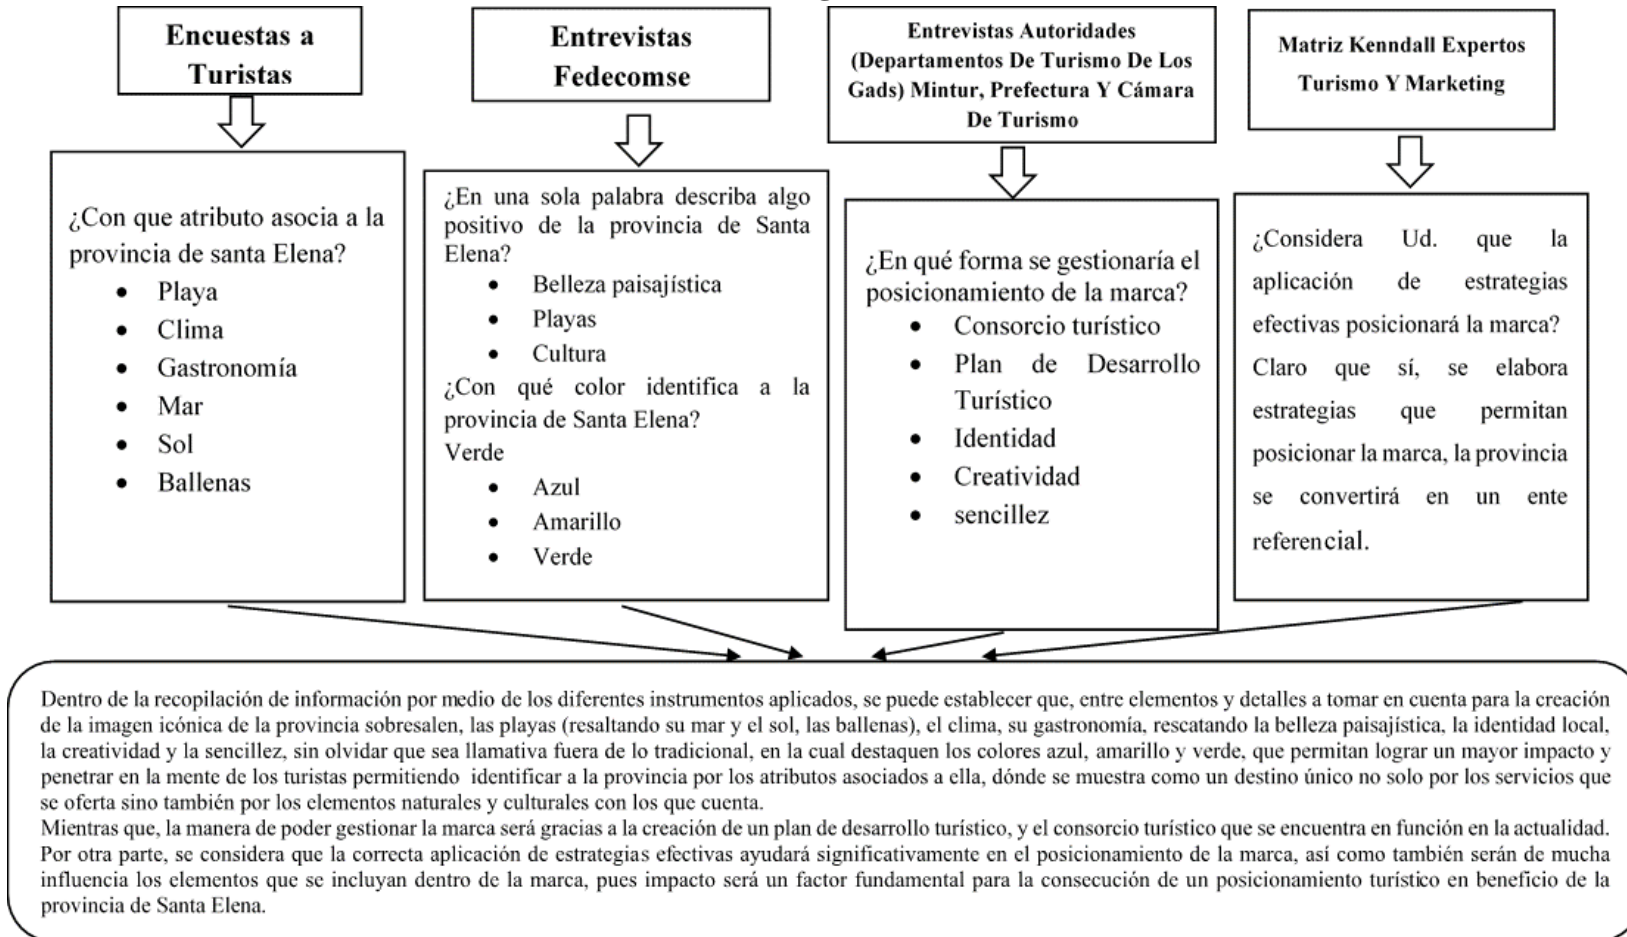 Encuestas a
Turistas
¿Con que atributo asocia a la
provincia de santa Elena?
• Playa
• Clima
• Gastronomía
• Mar
• Sol
• Ballenas
Entrevistas
Fedecomse
¿En una sola palabra describa algo
positivo de la provincia de Santa
Elena?
• Belleza paisajística
• Playas
• Cultura
¿Con qué color identifica a la
provincia de Santa Elena?
Verde
• Azul
• Amarillo
• Verde
Entrevistas Autoridades
(Departamentos De Turismo De Los
Gads) Mintur, Prefectura Y Cámara
De Turismo
¿En qué forma se gestionaría el
posicionamiento de la marca?
• Consorcio turístico
• Plan de Desarrollo
Turístico
• Identidad
• Creatividad
• sencillez
Matriz Kenndall Expertos
Turismo Y Marketing
¿Considera Ud. que la
aplicación de estrategias
efectivas posicionará la marca?
Claro que sí, se elabora
estrategias que permitan
posicionar la marca, la provincia
se convertirá en un ente
referencial.
Dentro de la recopilación de información por medio de los diferentes instrumentos aplicados, se puede establecer que, entre elementos y detalles a tomar en cuenta para la creación
de la imagen icónica de la provincia sobresalen, las playas (resaltando su mar y el sol, las ballenas), el clima, su gastronomía, rescatando la belleza paisajística, la identidad local,
la creatividad y la sencillez, sin olvidar que sea llamativa fuera de lo tradicional, en la cual destaquen los colores azul, amarillo y verde, que permitan lograr un mayor impacto y
penetrar en la mente de los turistas permitiendo identificar a la provincia por los atributos asociados a ella, dónde se muestra como un destino único no solo por los servicios que
se oferta sino también por los elementos naturales y culturales con los que cuenta.
Mientras que, la manera de poder gestionar la marca será gracias a la creación de un plan de desarrollo turístico, y el consorcio turístico que se encuentra en función en la actualidad.
Por otra parte, se considera que la correcta aplicación de estrategias efectivas ayudará significativamente en el posicionamiento de la marca, así como también serán de mucha
influencia los elementos que se incluyan dentro de la marca, pues impacto será un factor fundamental para la consecución de un posicionamiento turístico en beneficio de la
provincia de Santa Elena.